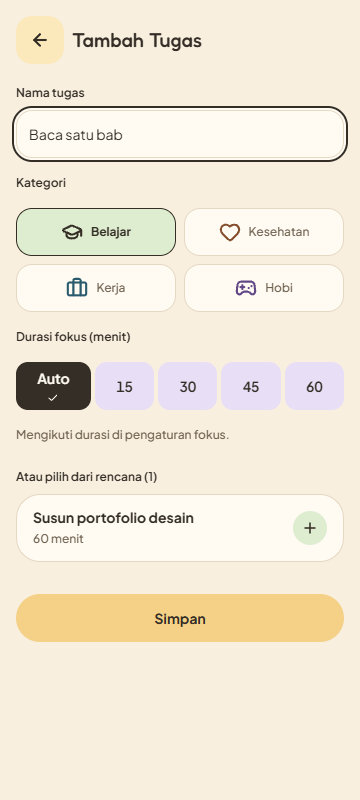 Tambah Tugas
Nama tugas
Baca satu bab
Kategori
Belajar
Kesehatan
Kerja
Hobi
Durasi fokus (menit)
Auto
15
30
45
60
Mengikuti durasi di pengaturan fokus.
Atau pilih dari rencana (1)
Susun portofolio desain
60 menit
Simpan